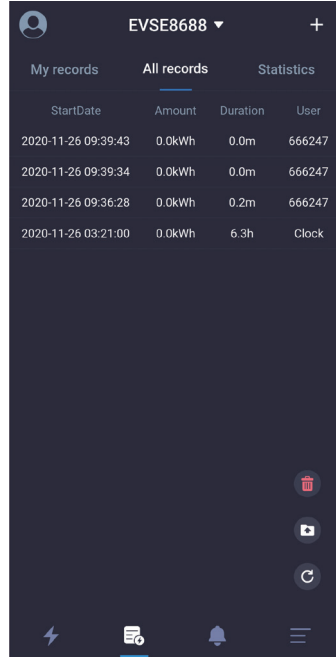 EVSE8688
My records All records Statistics
StartDate Amount Duration User
2020-11-26 09:39:43 0.0kWh 0.0m 666247
2020-11-26 09:39:34 0.0kWh 0.0m 666247
2020-11-26 09:36:28 0.0kWh 0.2m 666247
2020-11-26 03:21:00 0.0kWh 6.3h Clock